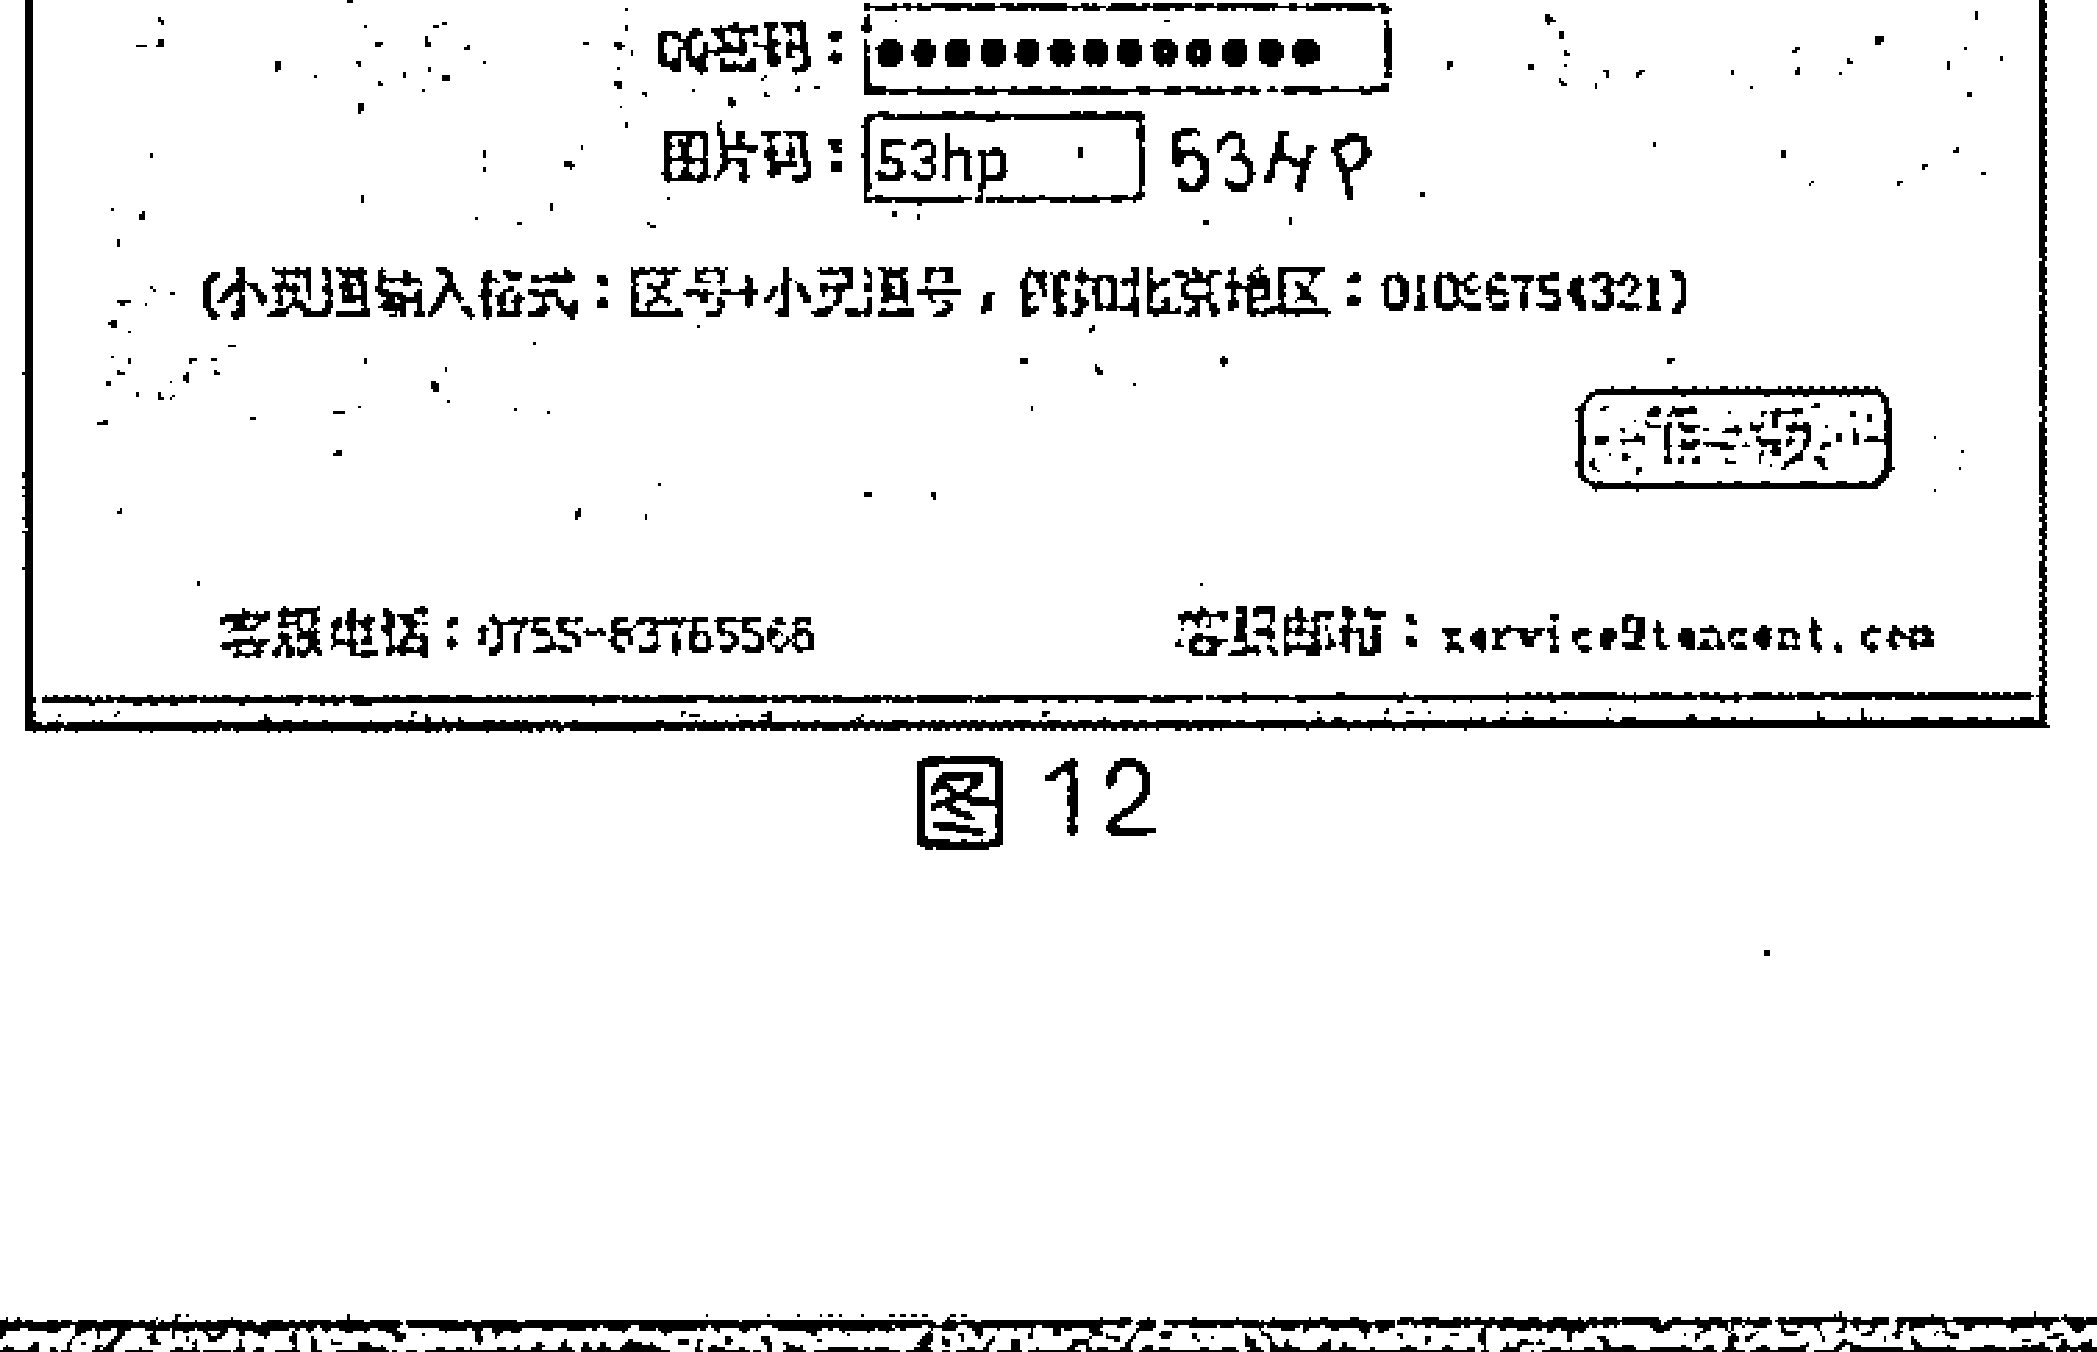 QQ密码：●●●●●●●●●●●●●
图片码：53hp 53HP
(小灵通输入格式：区号+小灵通号，例如北京地区：01098754321)
客服电话：0755-83765566
客服邮箱：service@tencent.com
图 12